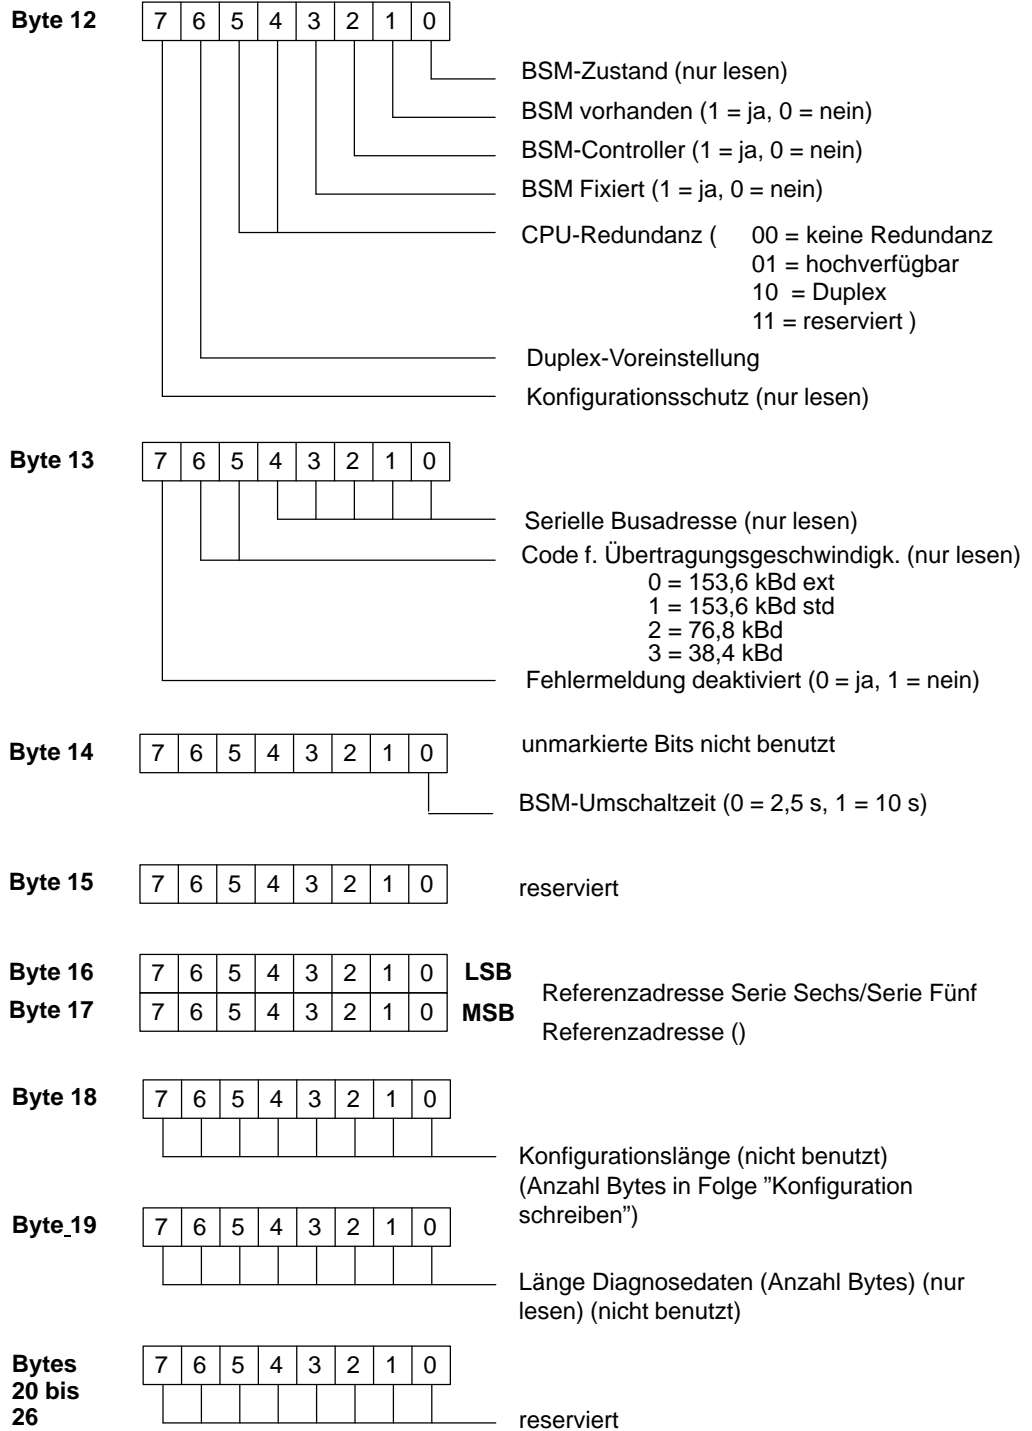 Byte 12 7 6 5 4 3 2 1 0
BSM-Zustand (nur lesen)
BSM vorhanden (1 = ja, 0 = nein)
BSM-Controller (1 = ja, 0 = nein)
BSM Fixiert (1 = ja, 0 = nein)
CPU-Redundanz ( 00 = keine Redundanz
01 = hochverfügbar
10 = Duplex
11 = reserviert )
Duplex-Voreinstellung
Konfigurationsschutz (nur lesen)
Byte 13 7 6 5 4 3 2 1 0
Serielle Busadresse (nur lesen)
Code f. Übertragungsgeschwindigk. (nur lesen)
0 = 153,6 kBd ext
1 = 153,6 kBd std
2 = 76,8 kBd
3 = 38,4 kBd
Fehlermeldung deaktiviert (0 = ja, 1 = nein)
Byte 14 7 6 5 4 3 2 1 0 unmarkierte Bits nicht benutzt
BSM-Umschaltzeit (0 = 2,5 s, 1 = 10 s)
Byte 15 7 6 5 4 3 2 1 0 reserviert
Byte 16 7 6 5 4 3 2 1 0 LSB
Referenzadresse Serie Sechs/Serie Fünf
Byte 17 7 6 5 4 3 2 1 0 MSB
Referenzadresse ()
Byte 18 7 6 5 4 3 2 1 0
Konfigurationslänge (nicht benutzt)
(Anzahl Bytes in Folge ”Konfiguration
schreiben”)
Byte_19 7 6 5 4 3 2 1 0
Länge Diagnosedaten (Anzahl Bytes) (nur
lesen) (nicht benutzt)
Bytes 7 6 5 4 3 2 1 0
20 bis
26 reserviert